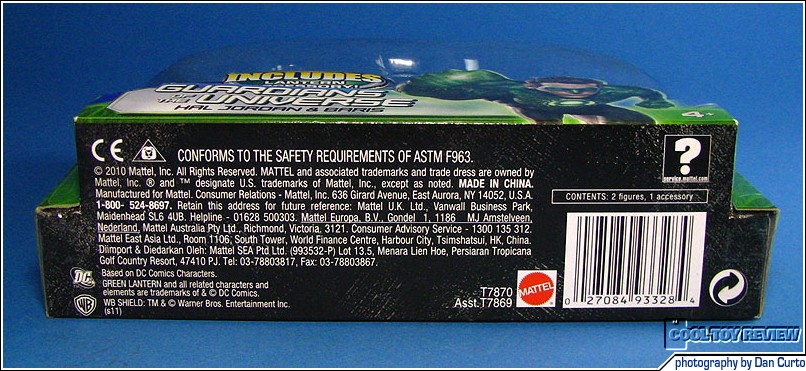 INCLUDES
LANTERN
ACCESSORY!
GUARDIANS
OF THE
UNIVERSE
HAL JORDAN & BARIS
4+
CE CONFORMS TO THE SAFETY REQUIREMENTS OF ASTM F963.
© 2010 Mattel, Inc. All Rights Reserved. MATTEL and associated trademarks and trade dress are owned by
Mattel, Inc. ® and ™ designate U.S. trademarks of Mattel, Inc., except as noted. MADE IN CHINA.
Manufactured for Mattel. Consumer Relations - Mattel, Inc. 636 Girard Avenue, East Aurora, NY 14052, U.S.A.
1-800- 524-8697. Retain this address for future reference: Mattel U.K. Ltd., Vanwall Business Park,
Maidenhead SL6 4UB. Helpline - 01628 500303. Mattel Europa, B.V., Gondel 1, 1186 MJ Amstelveen,
Nederland. Mattel Australia Pty Ltd., Richmond, Victoria, 3121. Consumer Advisory Service - 1300 135 312.
Mattel East Asia Ltd., Room 1106, South Tower, World Finance Centre, Harbour City, Tsimshatsui, HK, China.
Diimport & Diedarkan Oleh: Mattel SEA Ptd Ltd. (993532-P) Lot 13.5, Menara Lien Hoe, Persiaran Tropicana
Golf Country Resort, 47410 P.J. Tel: 03-78803817, Fax: 03-78803867.
?
service.mattel.com
CONTENTS: 2 figures, 1 accessory
DC
Based on DC Comics Characters.
GREEN LANTERN and all related characters and
elements are trademarks of & © DC Comics.
WB
WB SHIELD: TM & © Warner Bros. Entertainment Inc.
(s11)
T7870
Asst.T7869
MATTEL
0 27084 93328 4
COOL TOY REVIEW
photography by Dan Curto